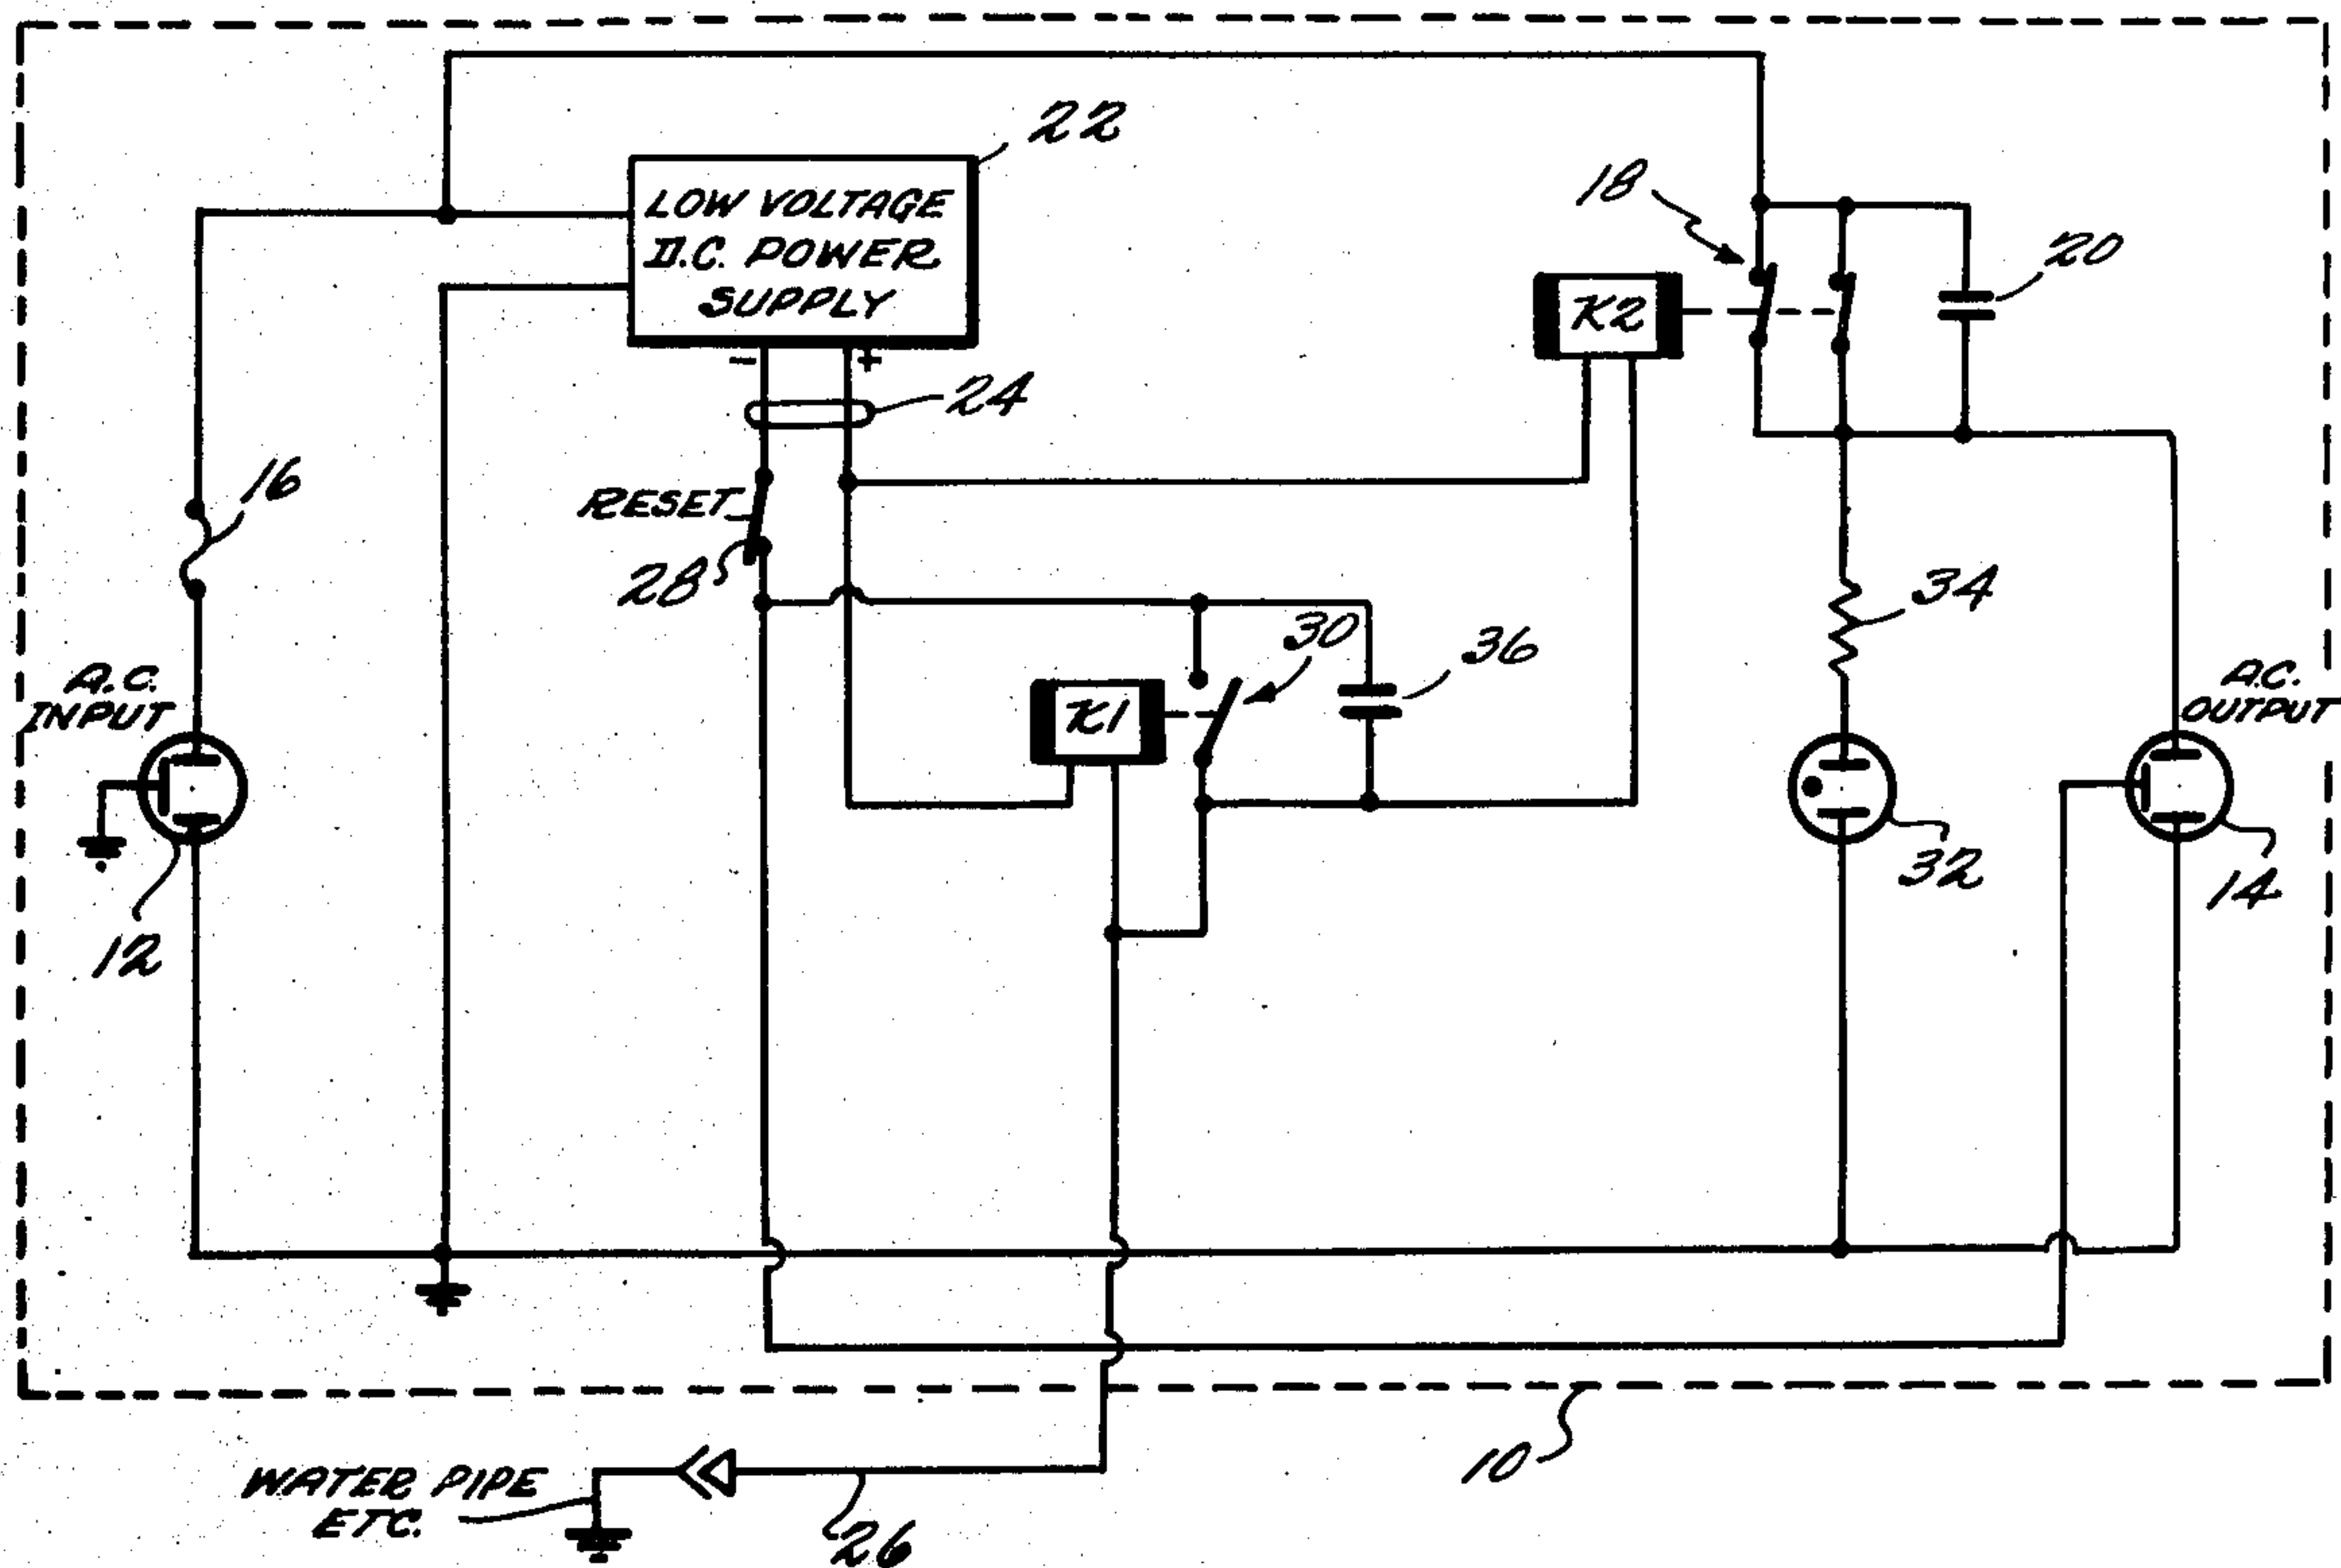 22
LOW VOLTAGE
D.C. POWER
SUPPLY
18
20
K2
-
+
24
16
RESET
28
34
30
36
A.C.
INPUT
K1
A.C.
OUTPUT
32
14
12
10
WATER PIPE
ETC.
26